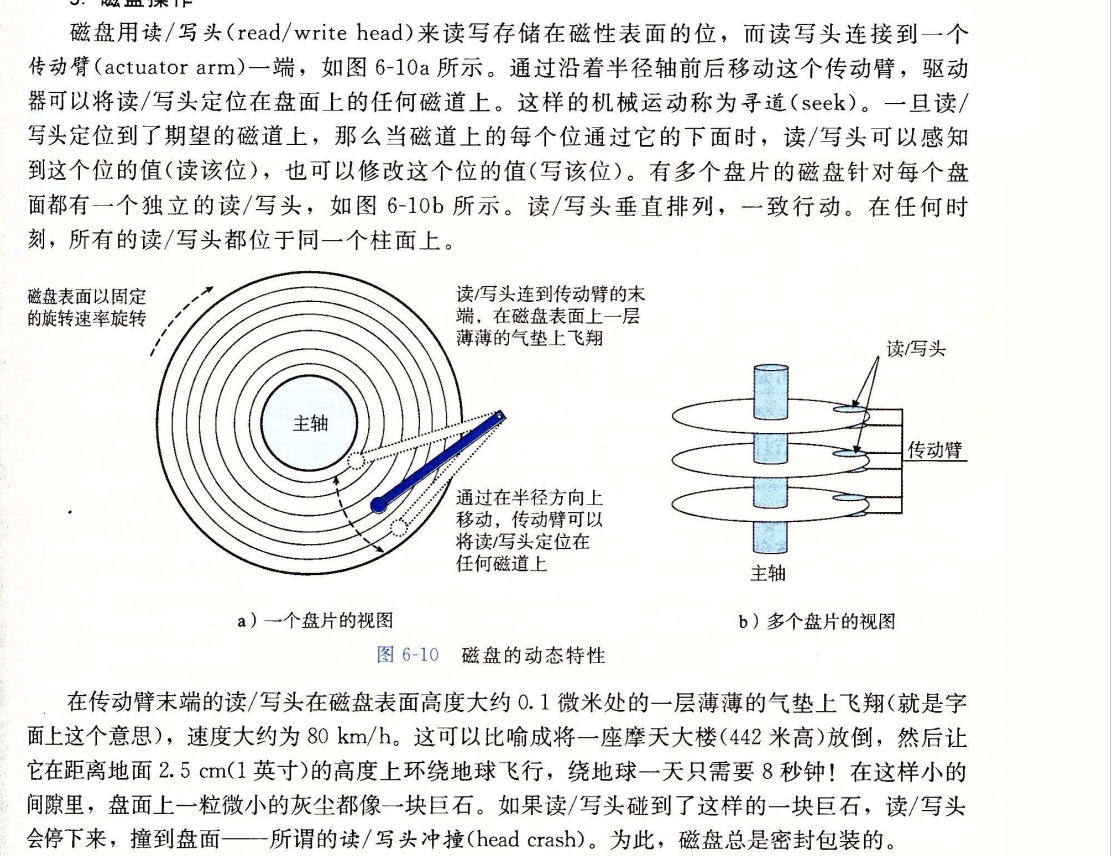 磁盘用读/写头(read/write head)来读写存储在磁性表面的位，而读写头连接到一个
传动臂(actuator arm)一端，如图 6-10a 所示。通过沿着半径轴前后移动这个传动臂，驱动
器可以将读/写头定位在盘面上的任何磁道上。这样的机械运动称为寻道(seek)。一旦读/
写头定位到了期望的磁道上，那么当磁道上的每个位通过它的下面时，读/写头可以感知
到这个位的值(读该位)，也可以修改这个位的值(写该位)。有多个盘片的磁盘针对每个盘
面都有一个独立的读/写头，如图 6-10b 所示。读/写头垂直排列，一致行动。在任何时
刻，所有的读/写头都位于同一个柱面上。
磁盘表面以固定
的旋转速率旋转
读/写头连到传动臂的末
端，在磁盘表面上一层
薄薄的气垫上飞翔
主轴
通过在半径方向上
移动，传动臂可以
将读/写头定位在
任何磁道上
a）一个盘片的视图
读/写头
传动臂
主轴
b）多个盘片的视图
图 6-10 磁盘的动态特性
在传动臂末端的读/写头在磁盘表面高度大约 0.1 微米处的一层薄薄的气垫上飞翔(就是字
面上这个意思)，速度大约为 80 km/h。这可以比喻成将一座摩天大楼(442 米高)放倒，然后让
它在距离地面 2.5 cm(1 英寸)的高度上环绕地球飞行，绕地球一天只需要 8 秒钟！在这样小的
间隙里，盘面上一粒微小的灰尘都像一块巨石。如果读/写头碰到了这样的一块巨石，读/写头
会停下来，撞到盘面——所谓的读/写头冲撞(head crash)。为此，磁盘总是密封包装的。